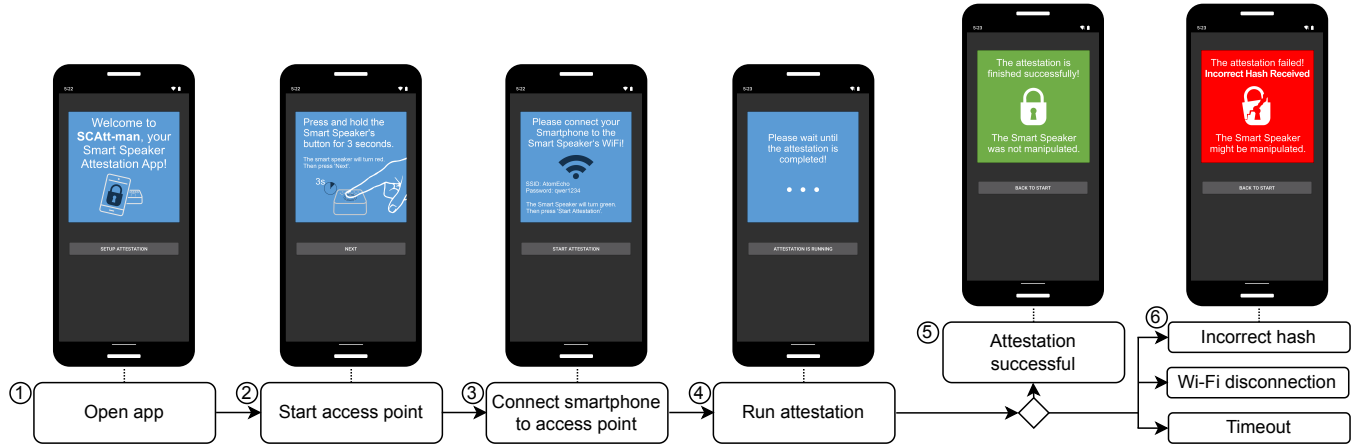 5:22
Welcome to
SCAtt-man, your
Smart Speaker
Attestation App!
SETUP ATTESTATION
1
Open app
5:22
Press and hold the
Smart Speaker's
button for 3 seconds.
The smart speaker will turn red.
Then press 'Next'.
3s
NEXT
2
Start access point
5:22
Please connect your
Smartphone to the
Smart Speaker's WiFi!
SSID: AtomEcho
Password: qwer1234
The Smart Speaker will turn green.
Then press 'Start Attestation'.
START ATTESTATION
3
Connect smartphone
to access point
5:23
Please wait until
the attestation is
completed!
ATTESTATION IS RUNNING
4
Run attestation
5:23
The attestation is
finished successfully!
The Smart Speaker
was not manipulated.
BACK TO START
5
Attestation
successful
5:23
The attestation failed!
Incorrect Hash Received
The Smart Speaker
might be manipulated.
BACK TO START
6
Incorrect hash
Wi-Fi disconnection
Timeout